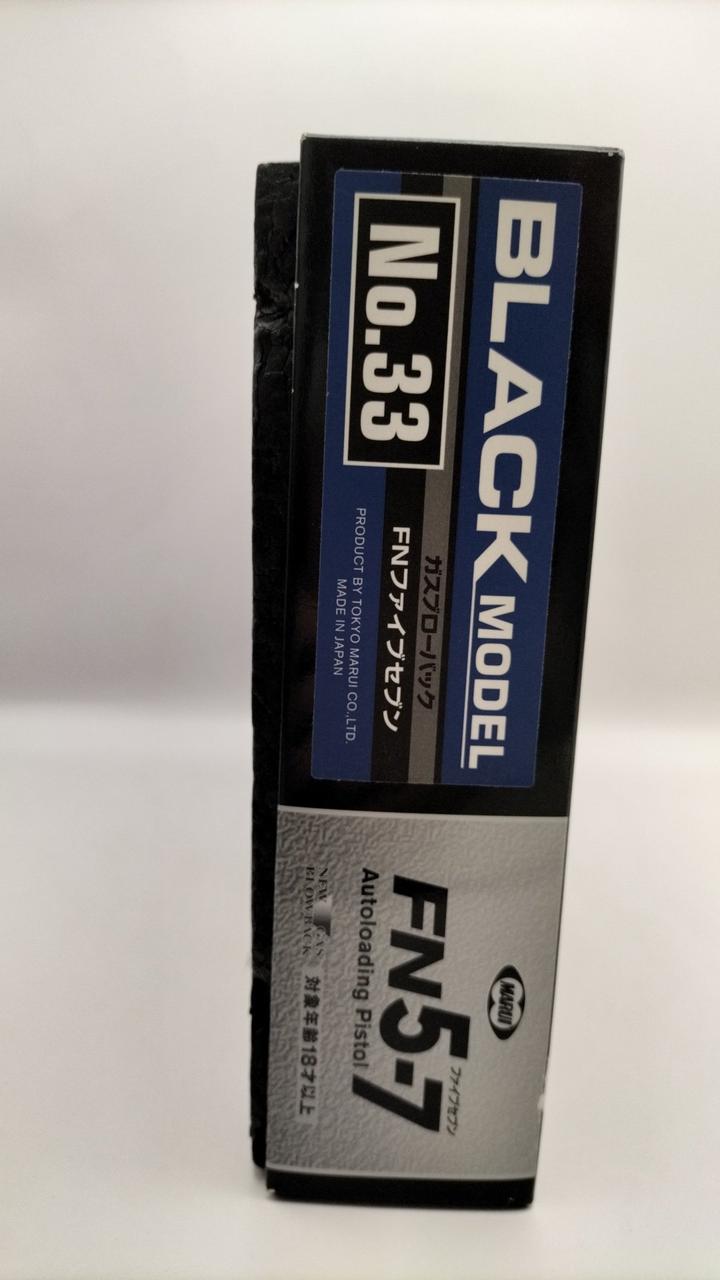 BLACK MODEL
No.33
ガスブローバック
FNファイブセブン
PRODUCT BY TOKYO MARUI CO.,LTD.
MADE IN JAPAN
MARUI
ファイブセブン
FN5-7
Autoloading Pistol
NEW GAS
BLOWBACK
対象年齢18才以上